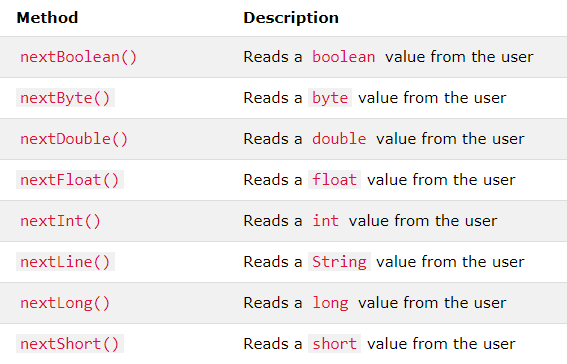 Method Description
nextBoolean() Reads a boolean value from the user
nextByte() Reads a byte value from the user
nextDouble() Reads a double value from the user
nextFloat() Reads a float value from the user
nextInt() Reads a int value from the user
nextLine() Reads a String value from the user
nextLong() Reads a long value from the user
nextShort() Reads a short value from the user